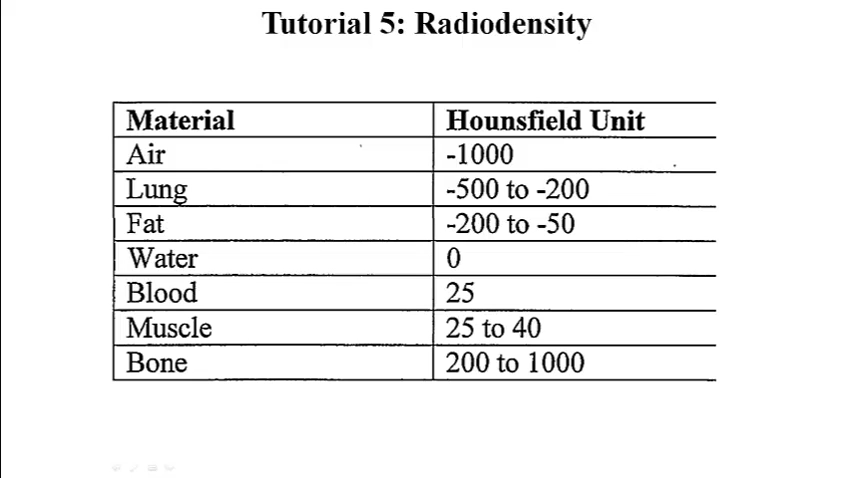 Tutorial 5: Radiodensity
Material Hounsfield Unit
Air -1000
Lung -500 to -200
Fat -200 to -50
Water 0
Blood 25
Muscle 25 to 40
Bone 200 to 1000